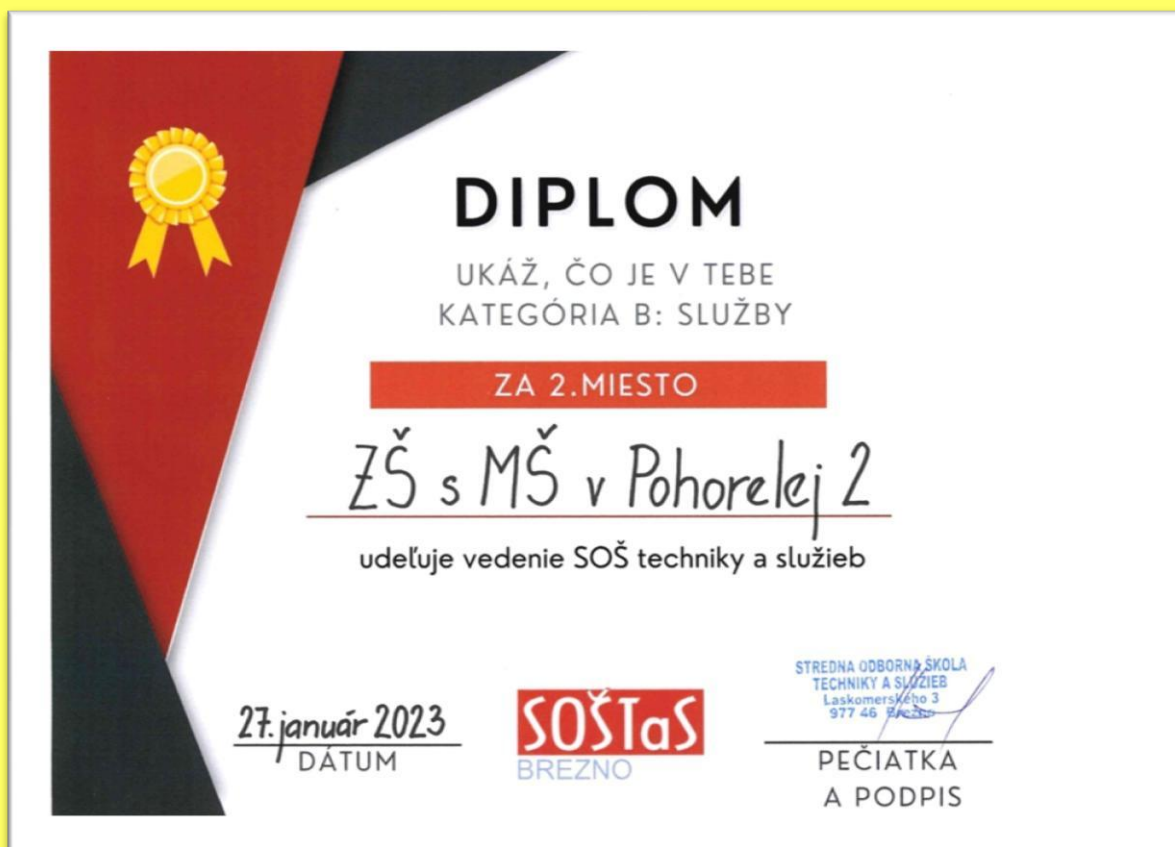 DIPLOM
UKÁŽ, ČO JE V TEBE
KATEGÓRIA B: SLUŽBY
ZA 2.MIESTO
ZŠ s MŠ v Pohorelej 2
udeľuje vedenie SOŠ techniky a služieb
27. január 2023
DÁTUM
SOŠTaS
BREZNO
STREDNÁ ODBORNÁ ŠKOLA
TECHNIKY A SLUŽIEB
Laskomerského 3
977 46 Brezno
PEČIATKA
A PODPIS